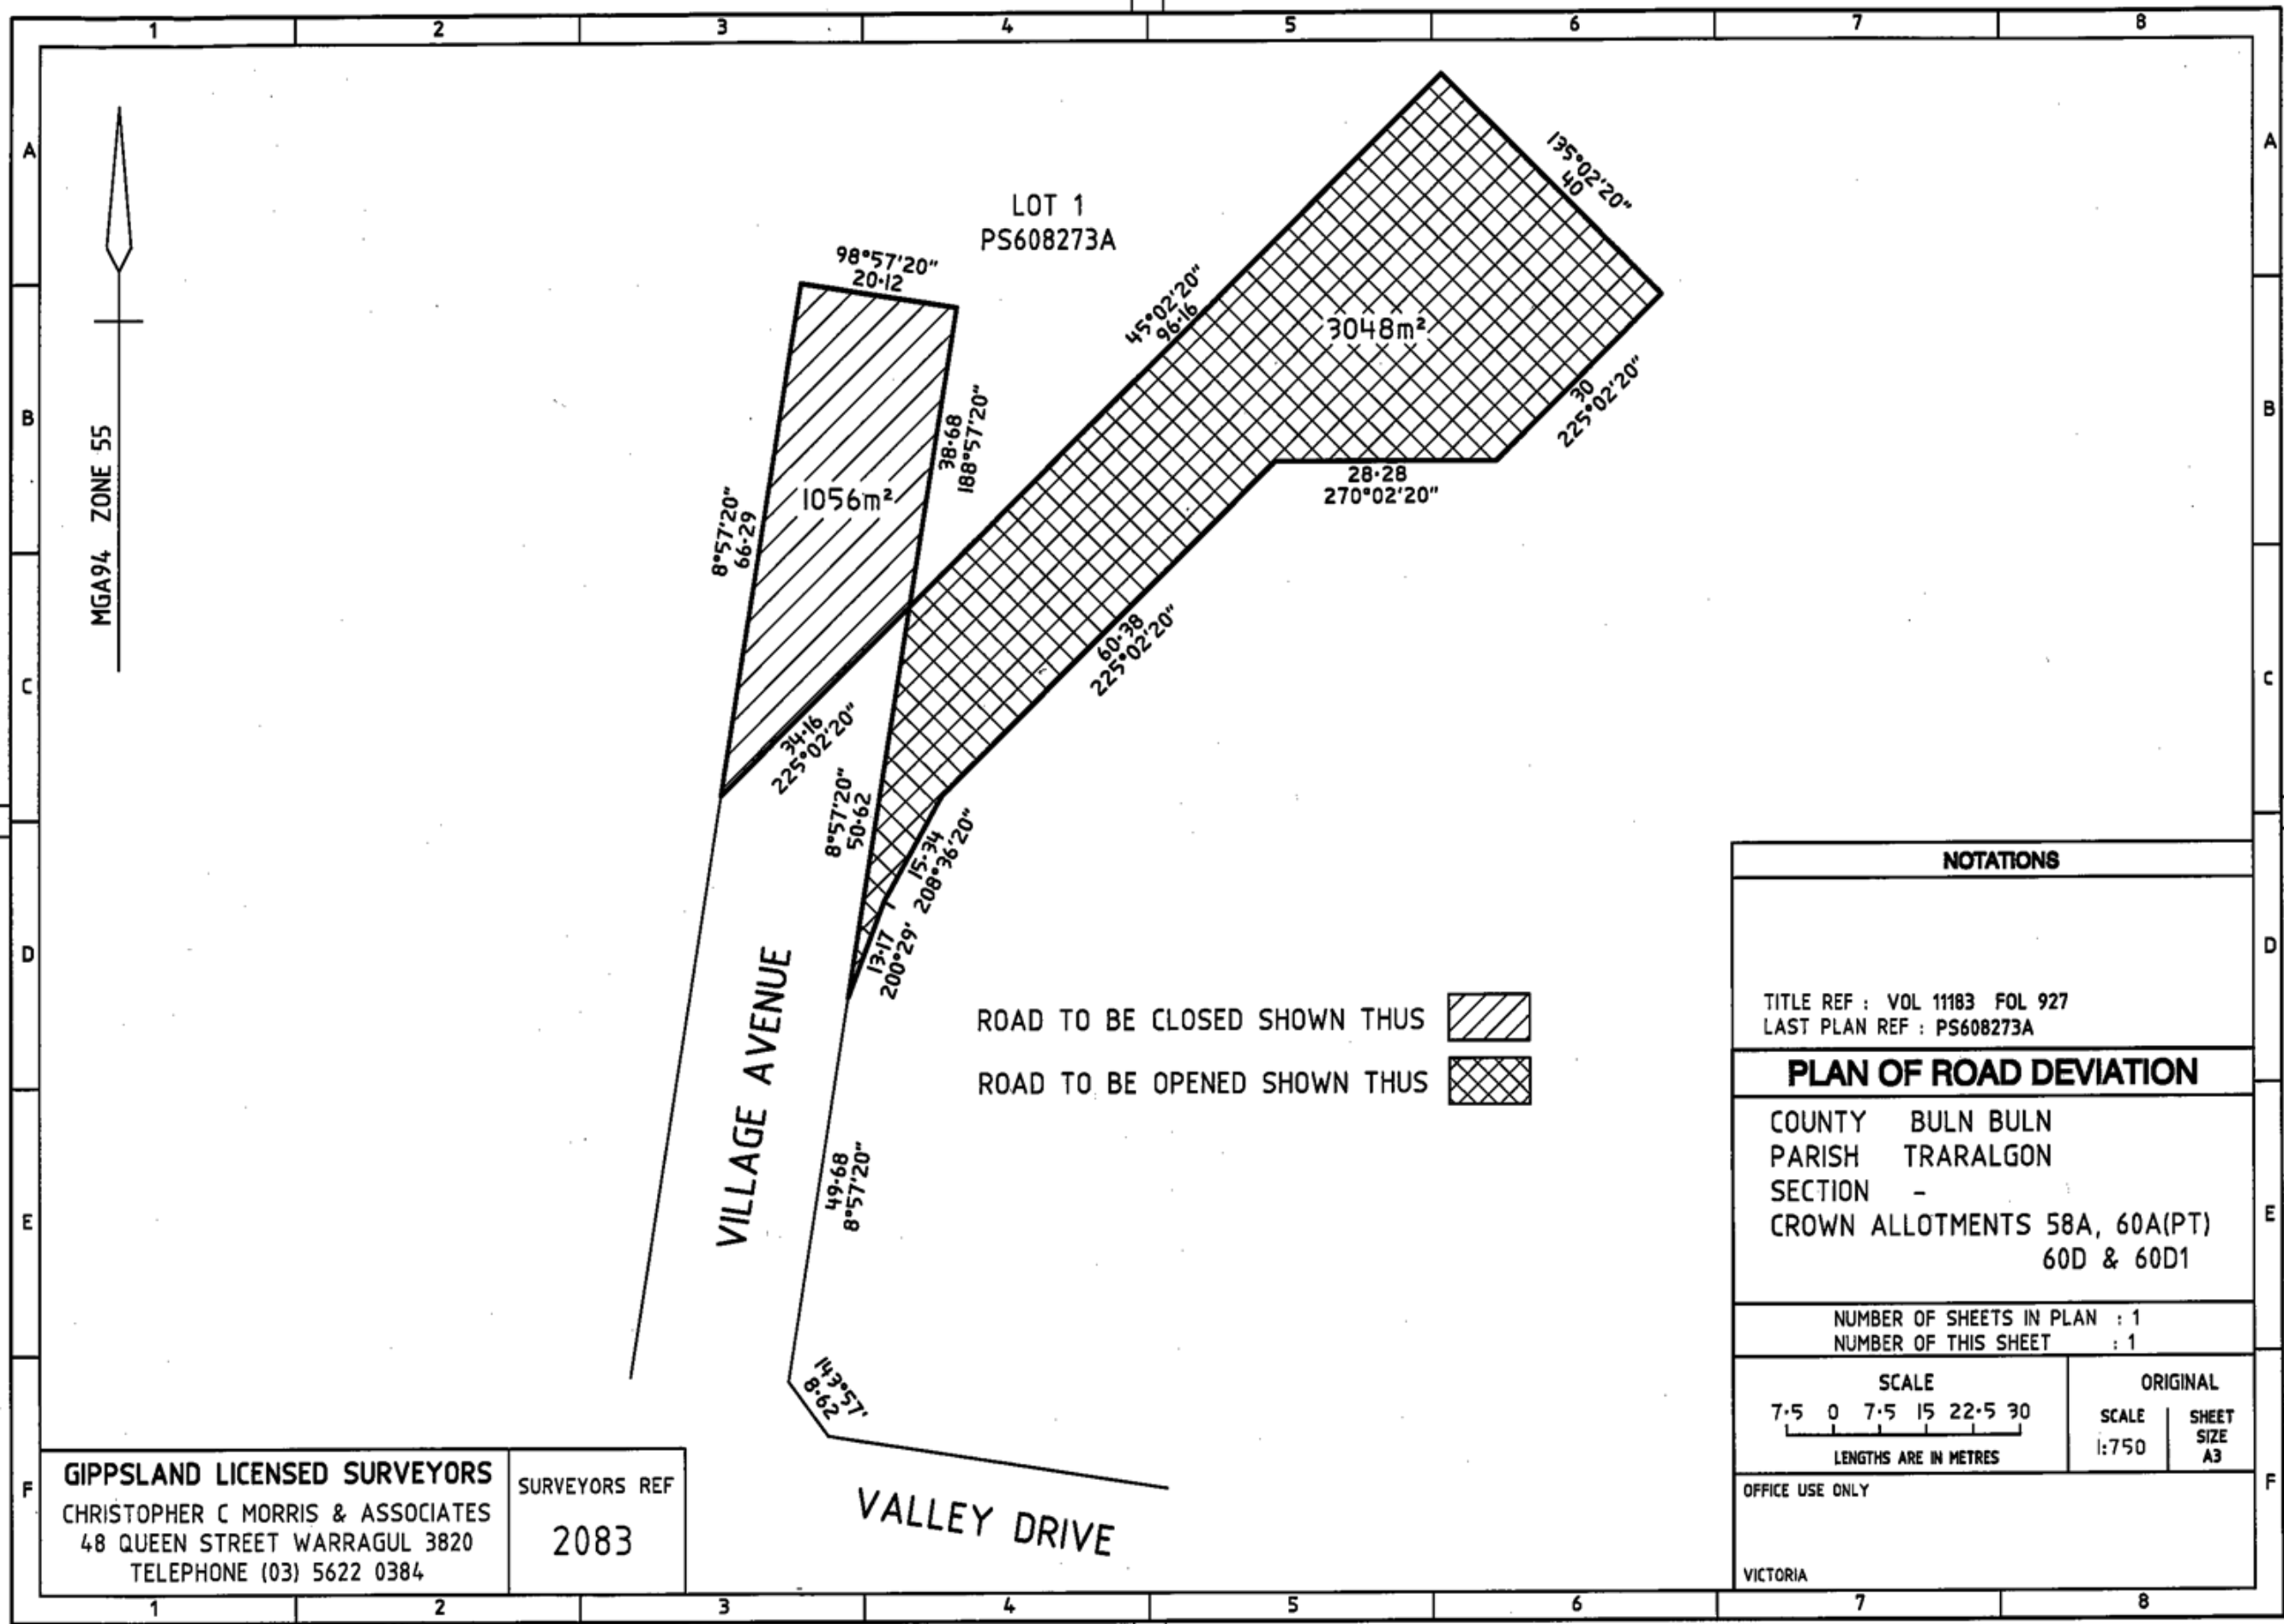 1 2 3 4 5 6 7 8
A
B
C
D
E
F
A
B
C
D
E
F
MGA94 ZONE 55
LOT 1
PS608273A
98°57'20"
20·12
8°57'20"
66·29
1056m²
38·68
188°57'20"
34·16
225°02'20"
45°02'20"
96·16
3048m²
135°02'20"
40
30
225°02'20"
28·28
270°02'20"
60·38
225°02'20"
8°57'20"
50·62
15·34
208°36'20"
13·17
200°29'
VILLAGE AVENUE
49·68
8°57'20"
143°57'
8·62
VALLEY DRIVE
ROAD TO BE CLOSED SHOWN THUS
ROAD TO BE OPENED SHOWN THUS
NOTATIONS
TITLE REF : VOL 11183 FOL 927
LAST PLAN REF : PS608273A
PLAN OF ROAD DEVIATION
COUNTY BULN BULN
PARISH TRARALGON
SECTION -
CROWN ALLOTMENTS 58A, 60A(PT)
60D & 60D1
NUMBER OF SHEETS IN PLAN : 1
NUMBER OF THIS SHEET : 1
SCALE
7·5 0 7·5 15 22·5 30
LENGTHS ARE IN METRES
ORIGINAL
SCALE
1:750
SHEET
SIZE
A3
OFFICE USE ONLY
VICTORIA
GIPPSLAND LICENSED SURVEYORS
CHRISTOPHER C MORRIS & ASSOCIATES
48 QUEEN STREET WARRAGUL 3820
TELEPHONE (03) 5622 0384
SURVEYORS REF
2083
1 2 3 4 5 6 7 8